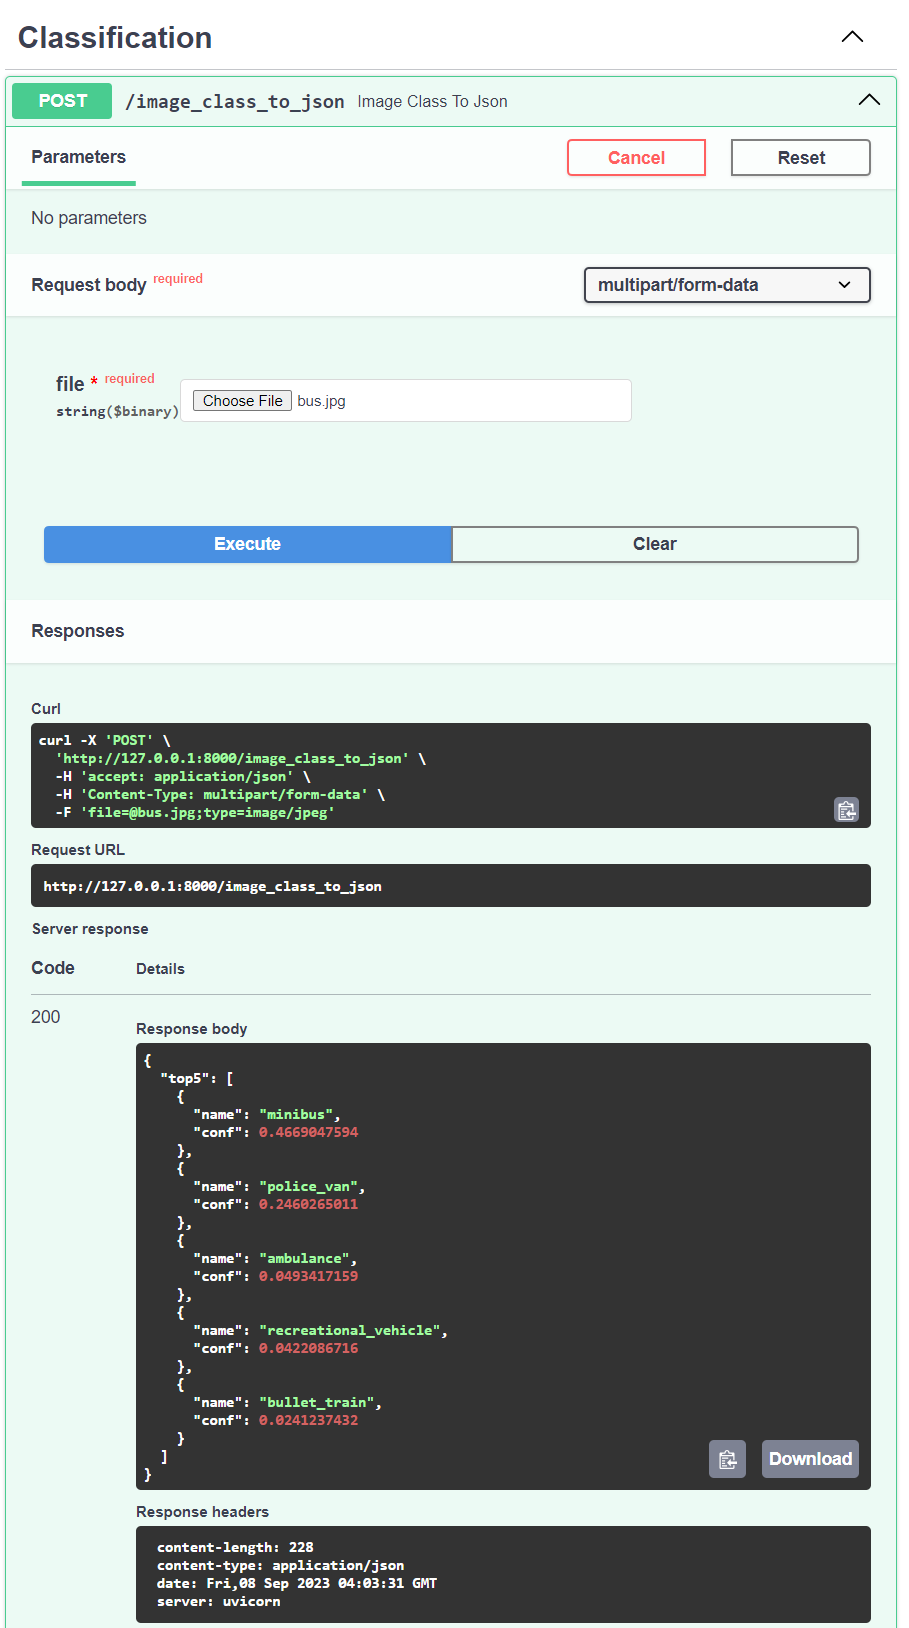 Classification
POST /image_class_to_json Image Class To Json
Parameters Cancel Reset
No parameters
Request body required multipart/form-data
file * required
string($binary) Choose File bus.jpg
Execute Clear
Responses
Curl
curl -X 'POST' \
  'http://127.0.0.1:8000/image_class_to_json' \
  -H 'accept: application/json' \
  -H 'Content-Type: multipart/form-data' \
  -F 'file=@bus.jpg;type=image/jpeg'
Request URL
http://127.0.0.1:8000/image_class_to_json
Server response
Code Details
200
Response body
{
  "top5": [
    {
      "name": "minibus",
      "conf": 0.4669047594
    },
    {
      "name": "police_van",
      "conf": 0.2460265011
    },
    {
      "name": "ambulance",
      "conf": 0.0493417159
    },
    {
      "name": "recreational_vehicle",
      "conf": 0.0422086716
    },
    {
      "name": "bullet_train",
      "conf": 0.0241237432
    }
  ]
}
Download
Response headers
content-length: 228
content-type: application/json
date: Fri,08 Sep 2023 04:03:31 GMT
server: uvicorn